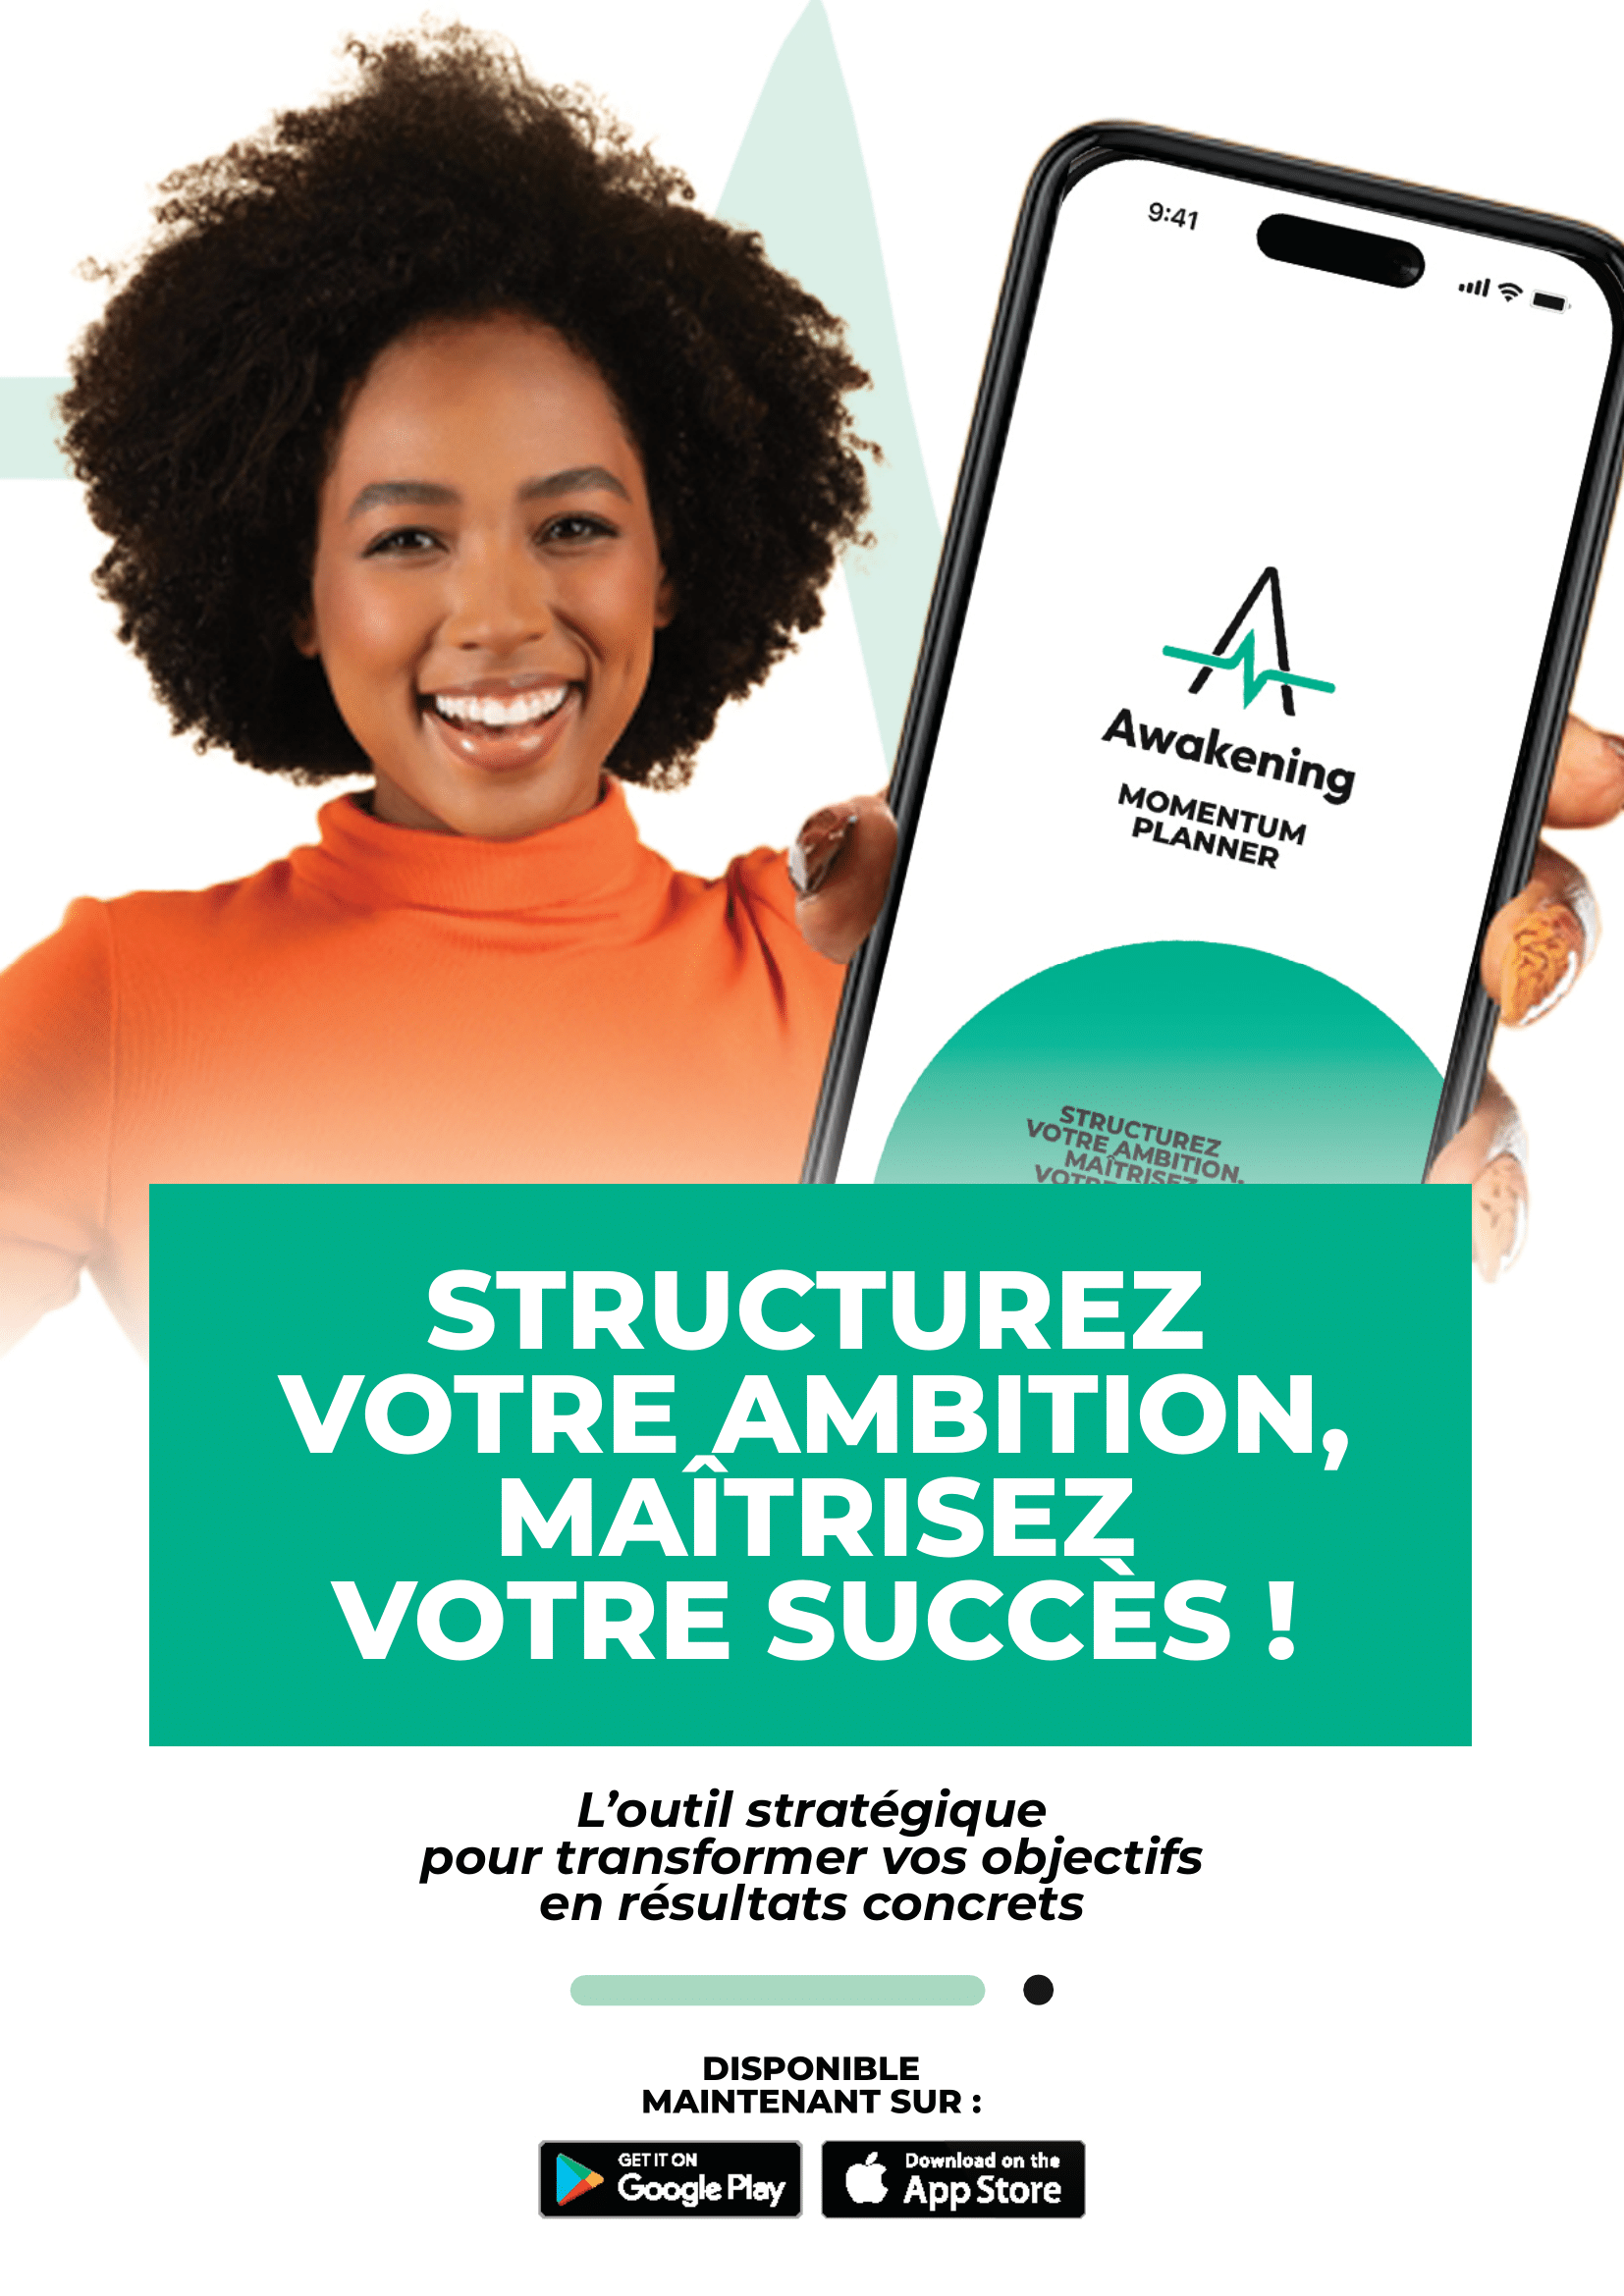 9:41
Awakening
MOMENTUM
PLANNER
STRUCTUREZ
VOTRE AMBITION,
MAÎTRISEZ
STRUCTUREZ
VOTRE AMBITION,
MAÎTRISEZ
VOTRE SUCCÈS !
L’outil stratégique
pour transformer vos objectifs
en résultats concrets
DISPONIBLE
MAINTENANT SUR :
GET IT ON
Google Play
Download on the
App Store